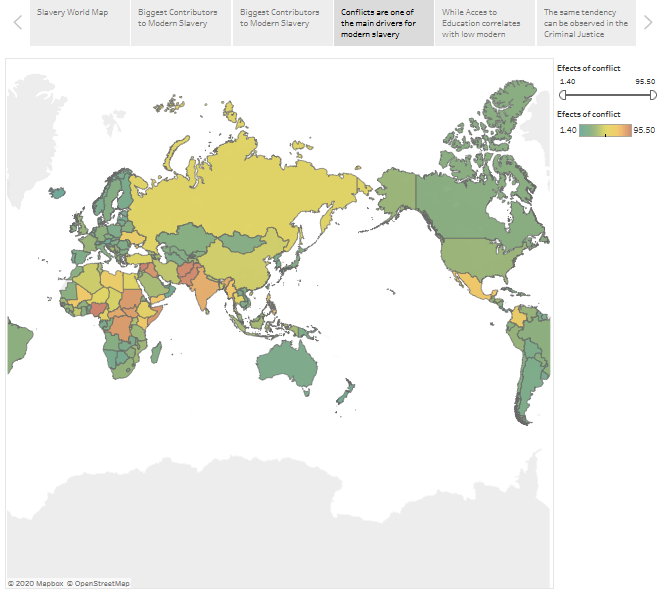 Slavery World Map
Biggest Contributors
to Modern Slavery
Biggest Contributors
to Modern Slavery
Conflicts are one of
the main drivers for
modern slavery
While Acces to
Education correlates
with low modern
The same tendency
can be observed in the
Criminal Justice
Efects of conflict
1.40 95.50
Efects of conflict
1.40 95.50
© 2020 Mapbox © OpenStreetMap